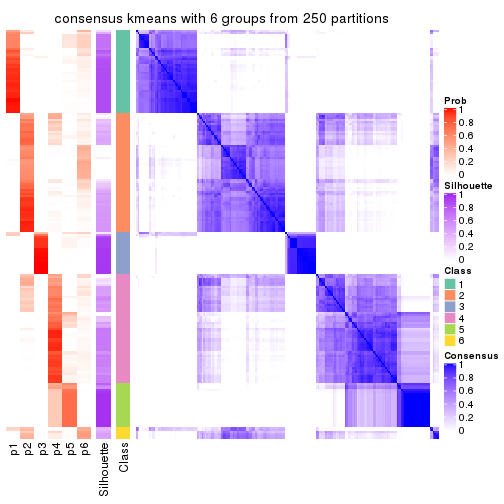 consensus kmeans with 6 groups from 250 partitions
Prob
1
0.8
0.6
0.4
0.2
0
Silhouette
1
0.8
0.6
0.4
0.2
0
Class
1
2
3
4
5
6
Consensus
1
0.8
0.6
0.4
0.2
0
p1
p2
p3
p4
p5
p6
Silhouette
Class